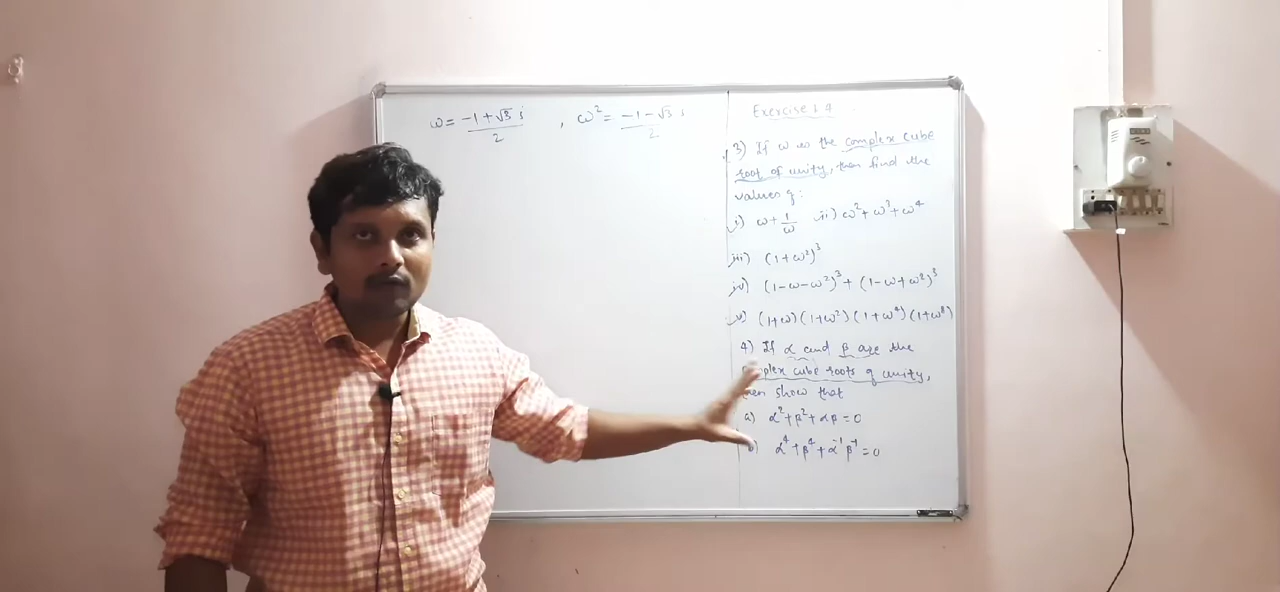 ω = (-1+√3 i)/2 , ω² = (-1-√3 i)/2
Exercise 1.4
3) If ω is the complex cube
root of unity, then find the
values of:
i) ω + 1/ω ii) ω² + ω³ + ω⁴
iii) (1+ω²)³
iv) (1-ω-ω²)³ + (1-ω+ω²)³
v) (1+ω)(1+ω²)(1+ω⁴)(1+ω⁸)
4) If α and β are the
cube roots of unity,
show that
a) α² + β² + αβ = 0
α⁴ + β⁴ + α⁻¹β⁻¹ = 0